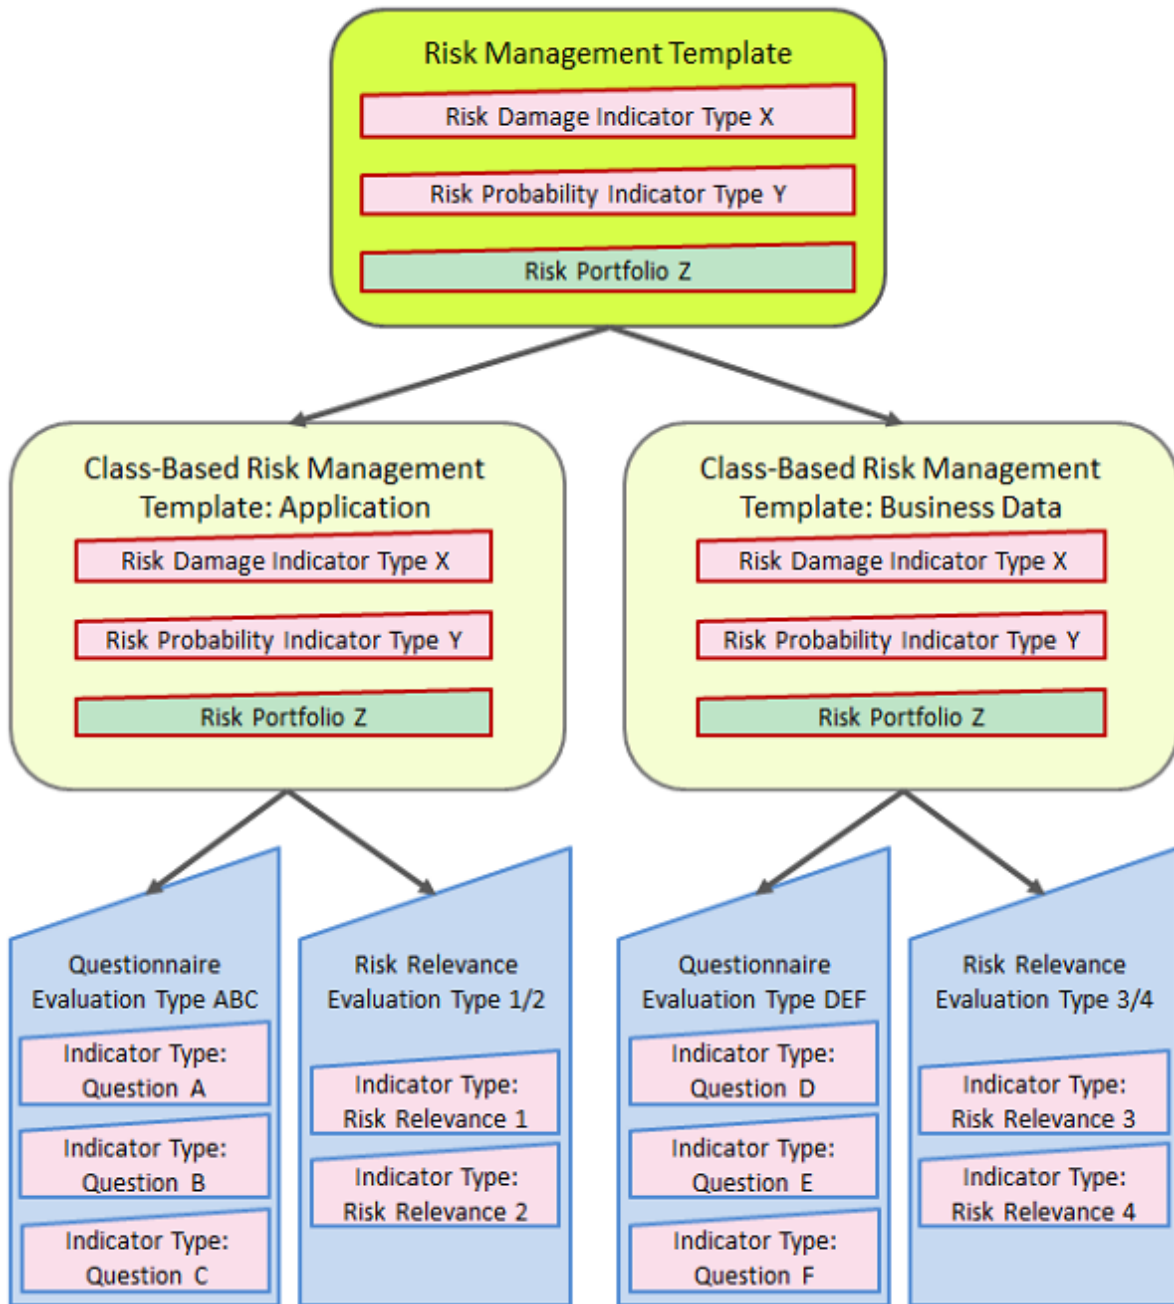 Risk Management Template
Risk Damage Indicator Type X
Risk Probability Indicator Type Y
Risk Portfolio Z
Class-Based Risk Management
Template: Application
Risk Damage Indicator Type X
Risk Probability Indicator Type Y
Risk Portfolio Z
Class-Based Risk Management
Template: Business Data
Risk Damage Indicator Type X
Risk Probability Indicator Type Y
Risk Portfolio Z
Questionnaire
Evaluation Type ABC
Indicator Type:
Question A
Indicator Type:
Question B
Indicator Type:
Question C
Risk Relevance
Evaluation Type 1/2
Indicator Type:
Risk Relevance 1
Indicator Type:
Risk Relevance 2
Questionnaire
Evaluation Type DEF
Indicator Type:
Question D
Indicator Type:
Question E
Indicator Type:
Question F
Risk Relevance
Evaluation Type 3/4
Indicator Type:
Risk Relevance 3
Indicator Type:
Risk Relevance 4